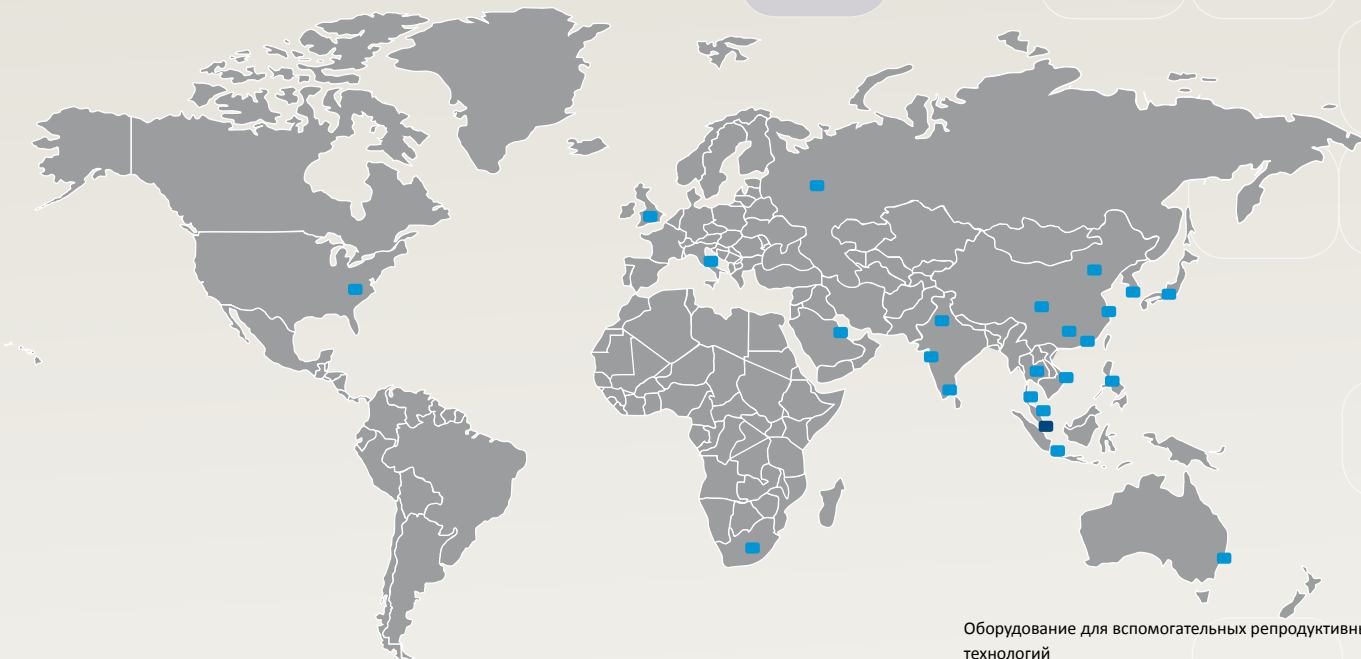 Оборудование для вспомогательных репродуктивны
технологий